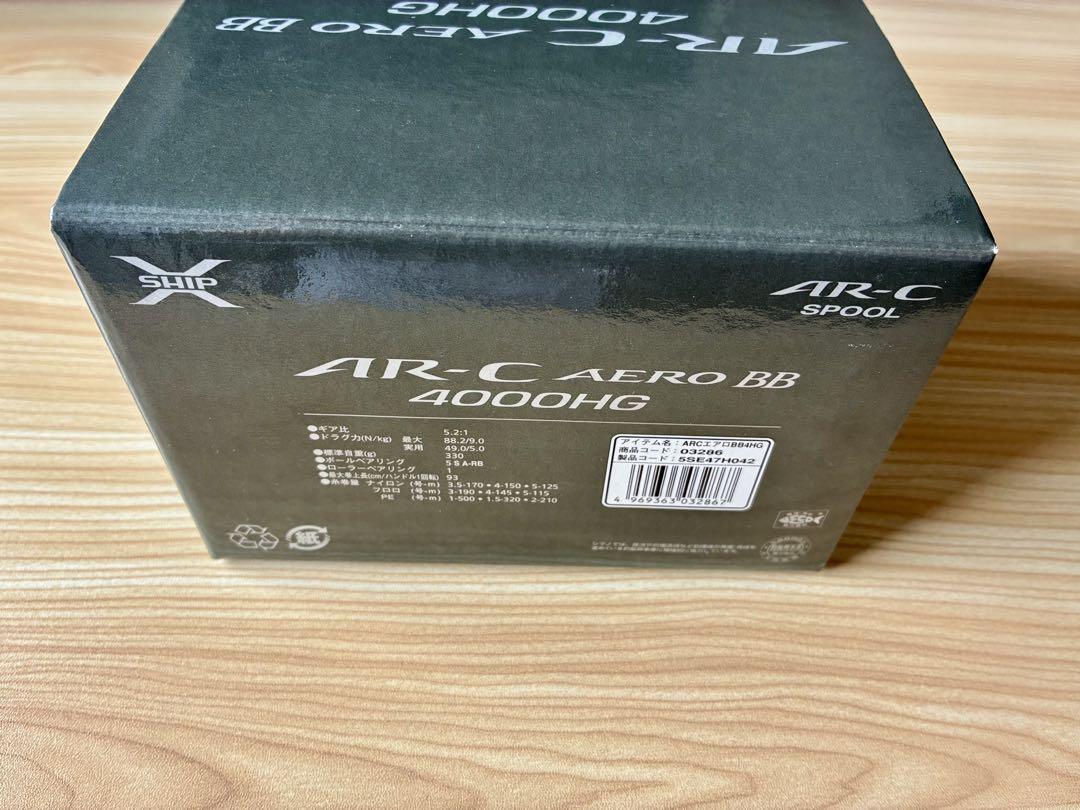 AR-C AERO BB
4000HG
X SHIP
AR-C
SPOOL
AR-C AERO BB
4000HG
●ギア比 5.2:1
●ドラグ力(N/kg) 最大 88.2/9.0
実用 49.0/5.0
●標準自重(g) 330
●ボールベアリング 5 S A-RB
●ローラーベアリング 1
●最大巻上長(cm/ハンドル1回転) 93
●糸巻量 ナイロン (号-m) 3.5-170•4-150•5-125
フロロ (号-m) 3-190•4-145•5-115
PE (号-m) 1-500•1.5-320•2-210
アイテム名：ARCエアロBB4HG
商品コード：03286
製品コード：5SE47H042
4 969363 032867
紙